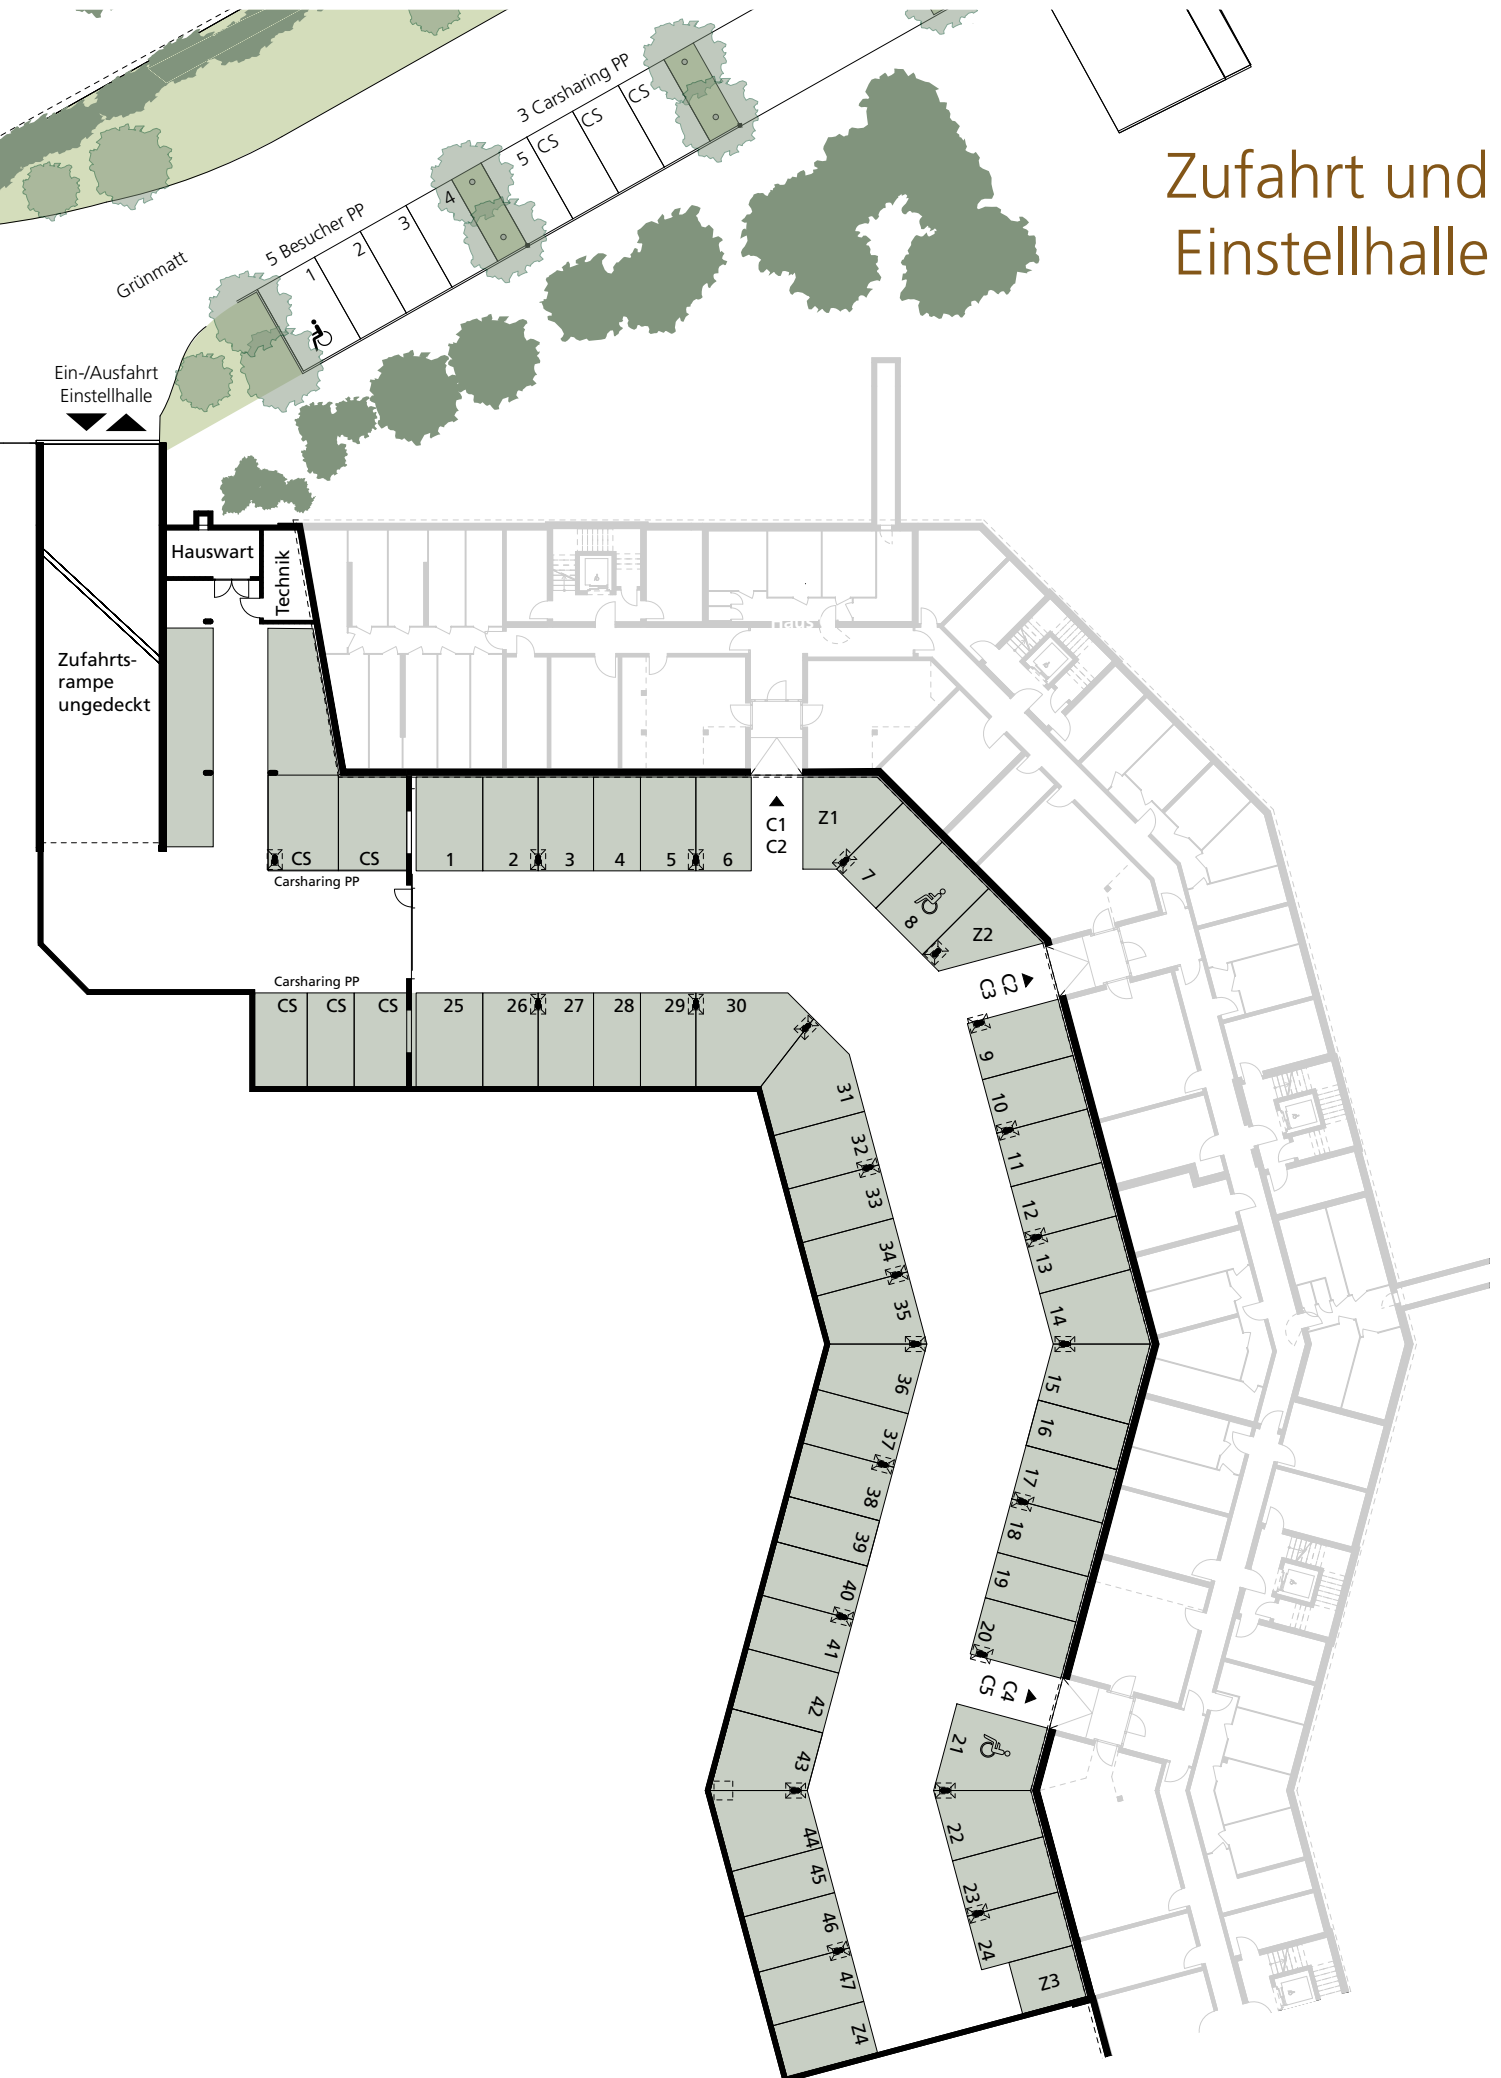 Zufahrt und
Einstellhalle
3 Carsharing PP
CS
CS
CS
5 Besucher PP
1
2
3
4
5
Grünmatt
Ein-/Ausfahrt
Einstellhalle
Hauswart
Technik
Haus
Zufahrts-
rampe
ungedeckt
CS
CS
Carsharing PP
1
2
3
4
5
6
C1
C2
Z1
7
8
Z2
C2
C3
Carsharing PP
CS
CS
CS
25
26
27
28
29
30
31
32
33
34
35
36
37
38
39
40
41
42
43
44
45
46
47
Z4
9
10
11
12
13
14
15
16
17
18
19
20
C4
C5
21
22
23
24
Z3